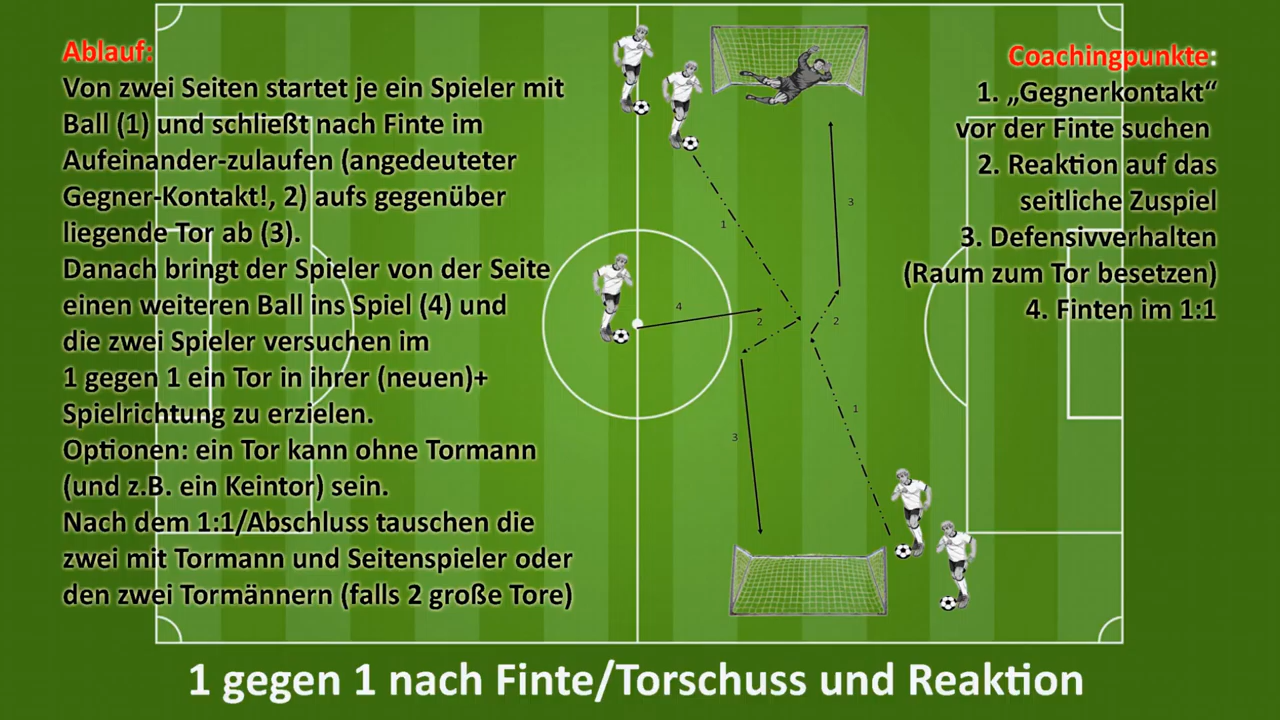 Ablauf:
Von zwei Seiten startet je ein Spieler mit
Ball (1) und schließt nach Finte im
Aufeinander-zulaufen (angedeuteter
Gegner-Kontakt!, 2) aufs gegenüber
liegende Tor ab (3).
Danach bringt der Spieler von der Seite
einen weiteren Ball ins Spiel (4) und
die zwei Spieler versuchen im
1 gegen 1 ein Tor in ihrer (neuen)+
Spielrichtung zu erzielen.
Optionen: ein Tor kann ohne Tormann
(und z.B. ein Keintor) sein.
Nach dem 1:1/Abschluss tauschen die
zwei mit Tormann und Seitenspieler oder
den zwei Tormännern (falls 2 große Tore)
Coachingpunkte:
1. „Gegnerkontakt“
vor der Finte suchen
2. Reaktion auf das
seitliche Zuspiel
3. Defensivverhalten
(Raum zum Tor besetzen)
4. Finten im 1:1
3
1
4
2
2
1
3
1 gegen 1 nach Finte/Torschuss und Reaktion